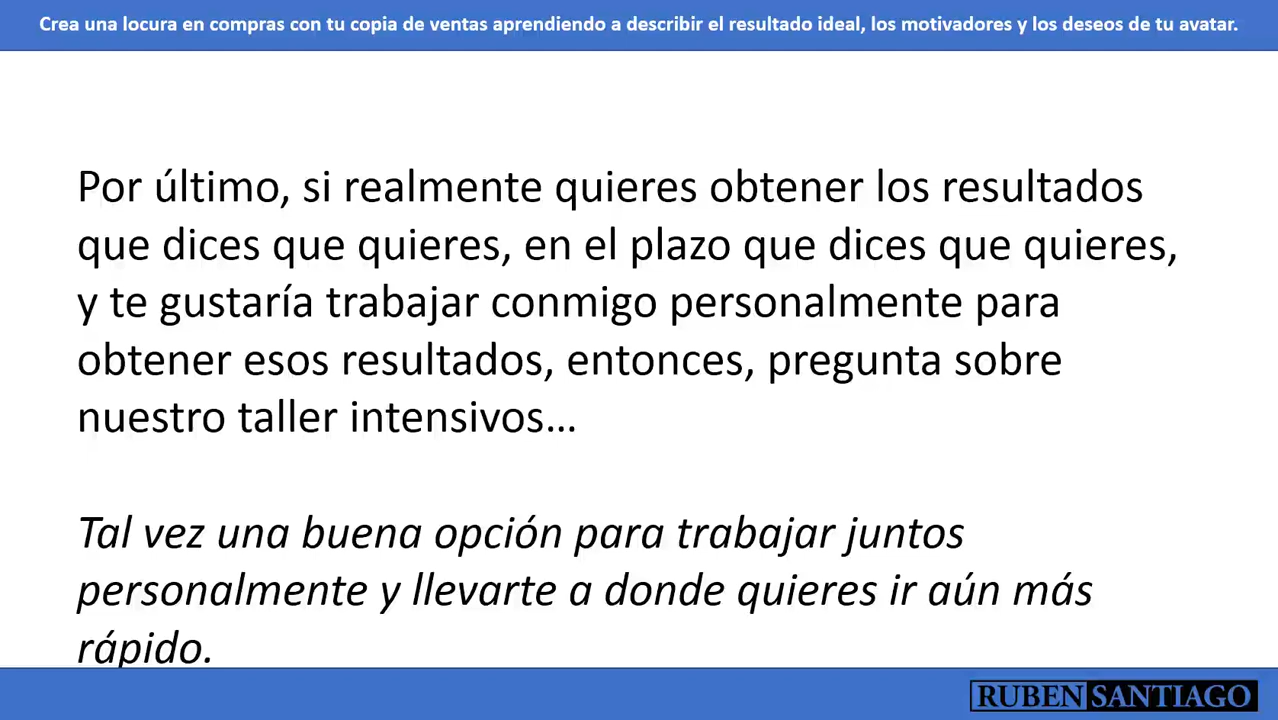 Crea una locura en compras con tu copia de ventas aprendiendo a describir el resultado ideal, los motivadores y los deseos de tu avatar.
Por último, si realmente quieres obtener los resultados
que dices que quieres, en el plazo que dices que quieres,
y te gustaría trabajar conmigo personalmente para
obtener esos resultados, entonces, pregunta sobre
nuestro taller intensivos...
Tal vez una buena opción para trabajar juntos
personalmente y llevarte a donde quieres ir aún más
rápido.
RUBEN SANTIAGO